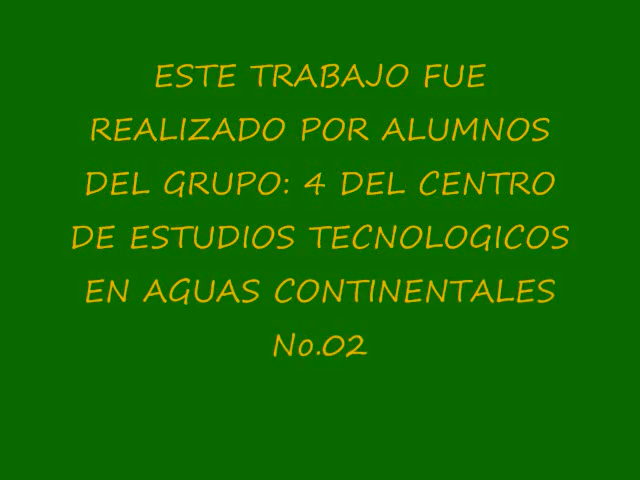 ESTE TRABAJO FUE
REALIZADO POR ALUMNOS
DEL GRUPO: 4 DEL CENTRO
DE ESTUDIOS TECNOLOGICOS
EN AGUAS CONTINENTALES
No.02